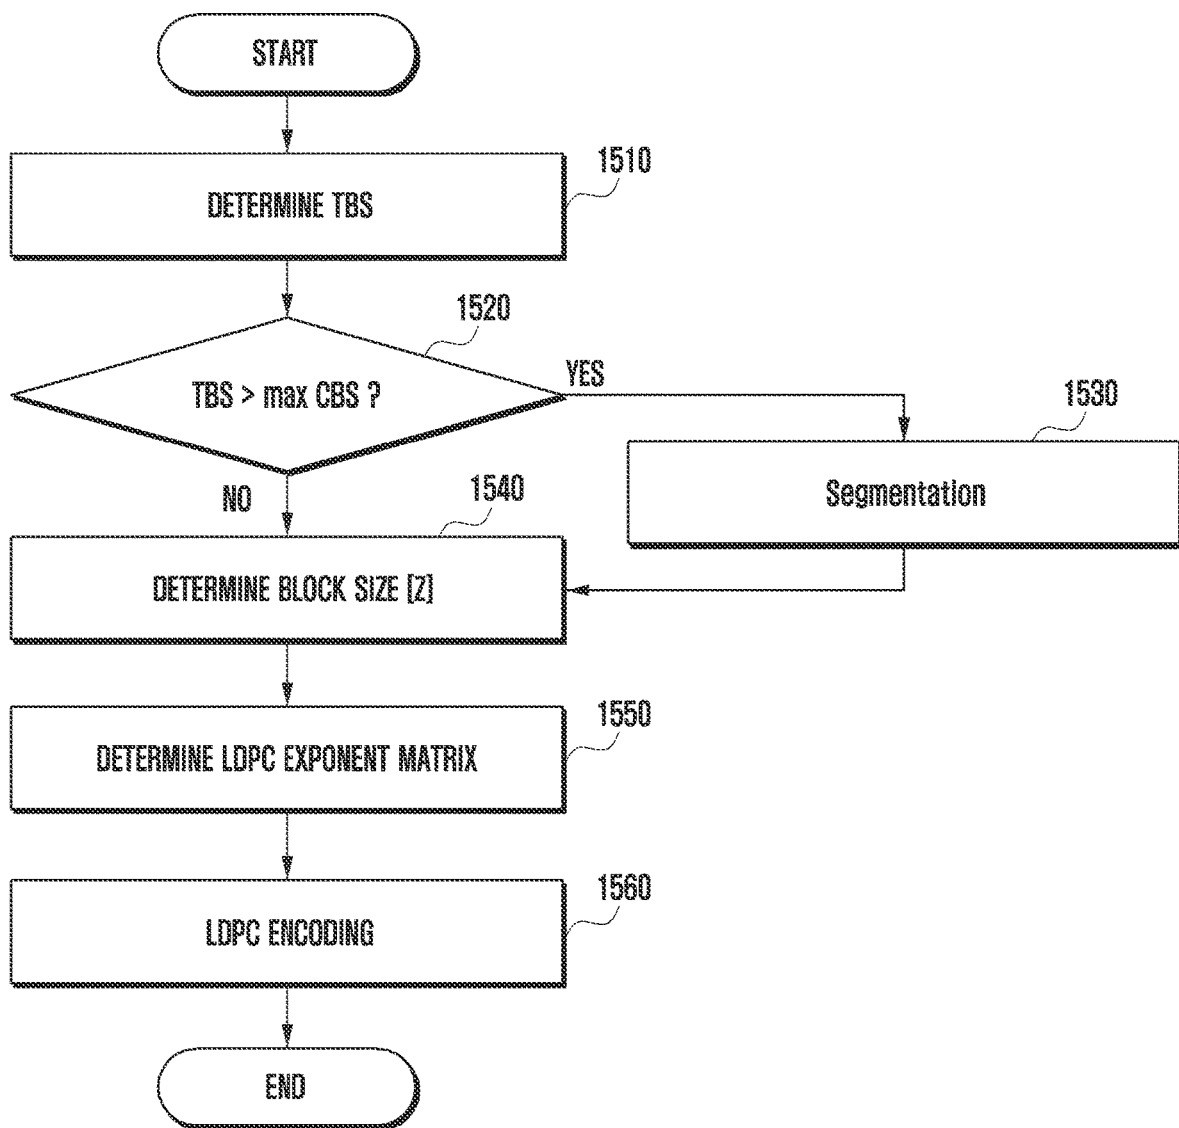 START
1510
DETERMINE TBS
1520
TBS > max CBS ?
YES
1530
Segmentation
NO
1540
DETERMINE BLOCK SIZE [Z]
1550
DETERMINE LDPC EXPONENT MATRIX
1560
LDPC ENCODING
END